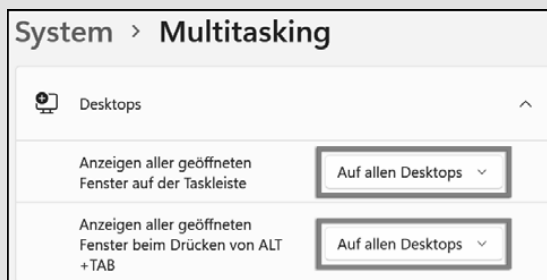 System > Multitasking
Desktops
Anzeigen aller geöffneten
Fenster auf der Taskleiste
Auf allen Desktops
Anzeigen aller geöffneten
Fenster beim Drücken von ALT
+TAB
Auf allen Desktops